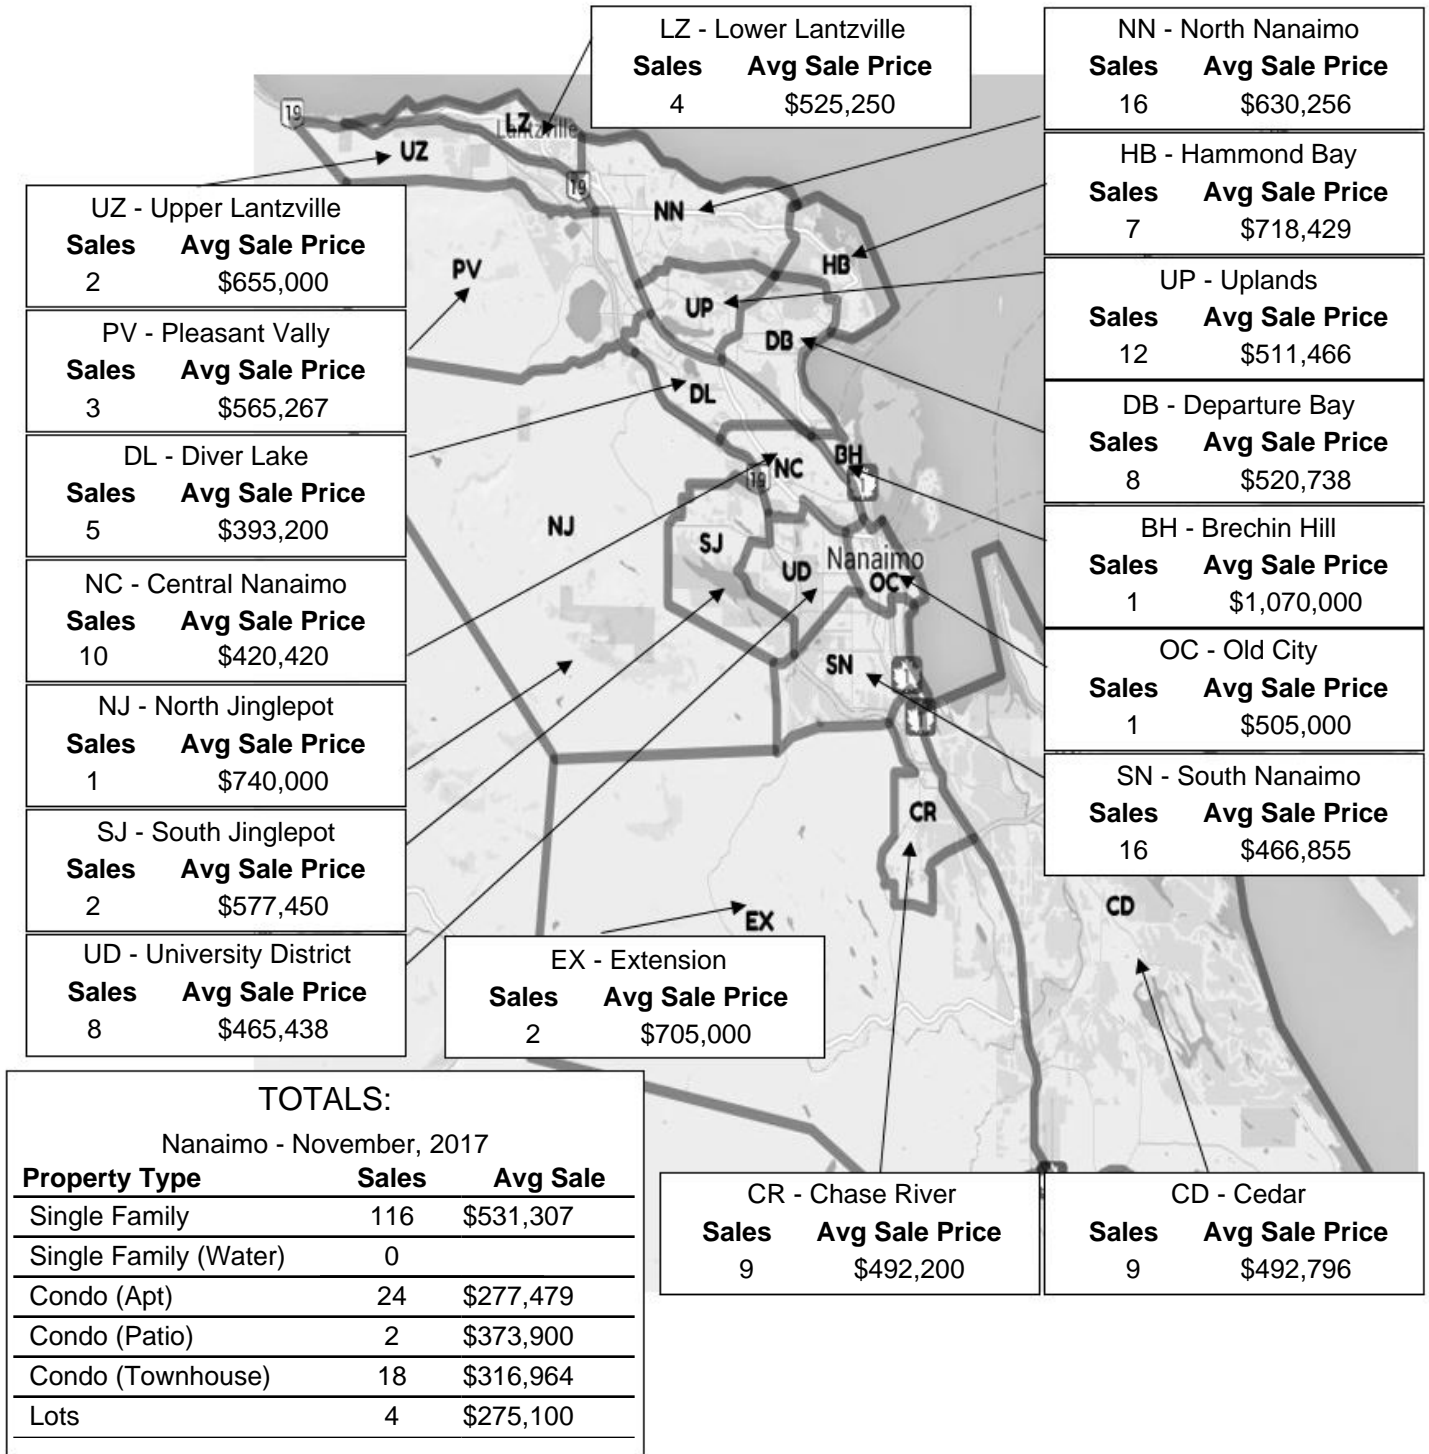 LZ - Lower Lantzville
Sales Avg Sale Price
4 $525,250
NN - North Nanaimo
Sales Avg Sale Price
16 $630,256
HB - Hammond Bay
Sales Avg Sale Price
7 $718,429
UP - Uplands
Sales Avg Sale Price
12 $511,466
DB - Departure Bay
Sales Avg Sale Price
8 $520,738
BH - Brechin Hill
Sales Avg Sale Price
1 $1,070,000
OC - Old City
Sales Avg Sale Price
1 $505,000
SN - South Nanaimo
Sales Avg Sale Price
16 $466,855
UZ - Upper Lantzville
Sales Avg Sale Price
2 $655,000
PV - Pleasant Vally
Sales Avg Sale Price
3 $565,267
DL - Diver Lake
Sales Avg Sale Price
5 $393,200
NC - Central Nanaimo
Sales Avg Sale Price
10 $420,420
NJ - North Jinglepot
Sales Avg Sale Price
1 $740,000
SJ - South Jinglepot
Sales Avg Sale Price
2 $577,450
UD - University District
Sales Avg Sale Price
8 $465,438
EX - Extension
Sales Avg Sale Price
2 $705,000
CR - Chase River
Sales Avg Sale Price
9 $492,200
CD - Cedar
Sales Avg Sale Price
9 $492,796
19
LZ
Lantzville
UZ
19
NN
PV
HB
UP
DB
DL
BH
NC
19
1
NJ
SJ
UD
Nanaimo
OC
SN
CR
EX
CD
TOTALS:
Nanaimo - November, 2017
Property Type Sales Avg Sale
Single Family 116 $531,307
Single Family (Water) 0
Condo (Apt) 24 $277,479
Condo (Patio) 2 $373,900
Condo (Townhouse) 18 $316,964
Lots 4 $275,100